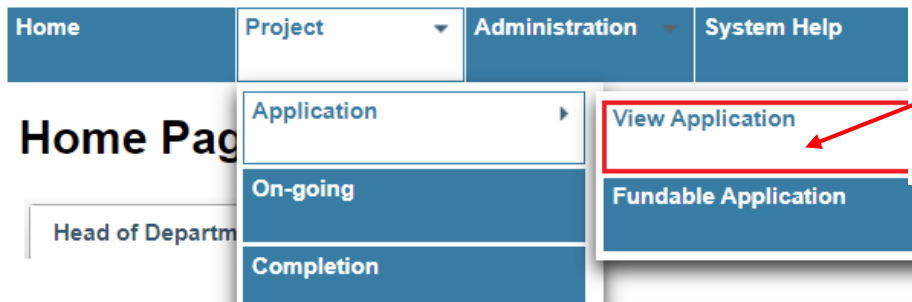 Home Project Administration System Help
Application
View Application
Home Pag
On-going
Fundable Application
Head of Departm
Completion